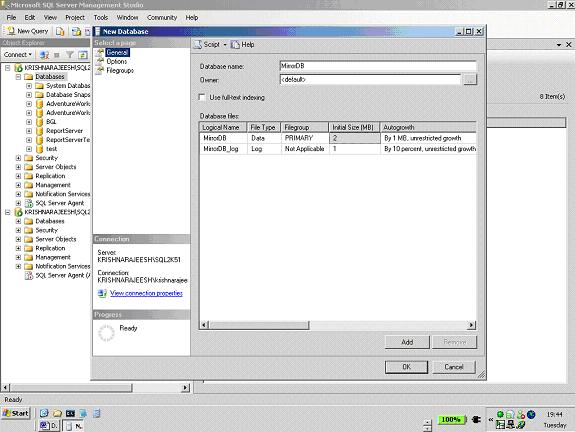 Microsoft SQL Server Management Studio
File Edit View Project Tools Window Community Help
New Query
Object Explorer
Connect
KRISHNARAJEESH\SQL2
Databases
System Databas
Database Snaps
AdventureWork
AdventureWork
BGL
ReportServer
ReportServerTe
test
Security
Server Objects
Replication
Management
Notification Services
SQL Server Agent
KRISHNARAJEESH\SQL2
Databases
Security
Server Objects
Replication
Management
Notification Services
SQL Server Agent (A
New Database
Select a page
General
Options
Filegroups
Connection
Server:
KRISHNARAJEESH\SQL2K51
Connection:
KRISHNARAJEESH\krishnarajee
View connection properties
Progress
Ready
Script Help
Database name: MirrorDB
Owner: <default> ...
Use full-text indexing
Database files:
Logical Name File Type Filegroup Initial Size (MB) Autogrowth
MirrorDB Data PRIMARY 2 By 1 MB, unrestricted growth
MirrorDB_log Log Not Applicable 1 By 10 percent, unrestricted growth
Add Remove
OK Cancel
8 Item(s)
Ready
Start D. N. 100% 19:44
Tuesday